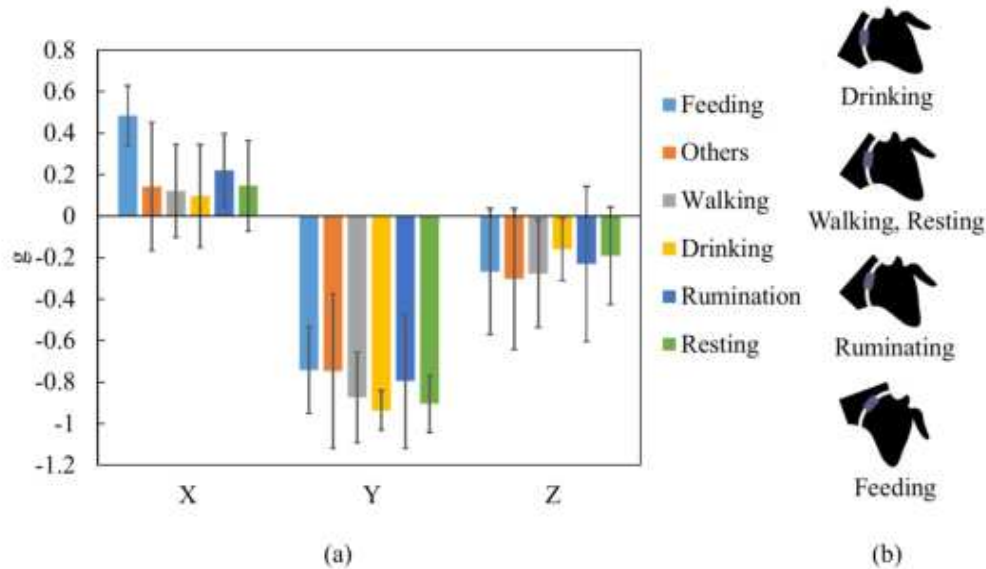 0.8
0.6
0.4
0.2
0
-0.2
-0.4
-0.6
-0.8
-1
-1.2
g
X Y Z
Feeding
Others
Walking
Drinking
Rumination
Resting
(a)
Drinking
Walking, Resting
Ruminating
Feeding
(b)